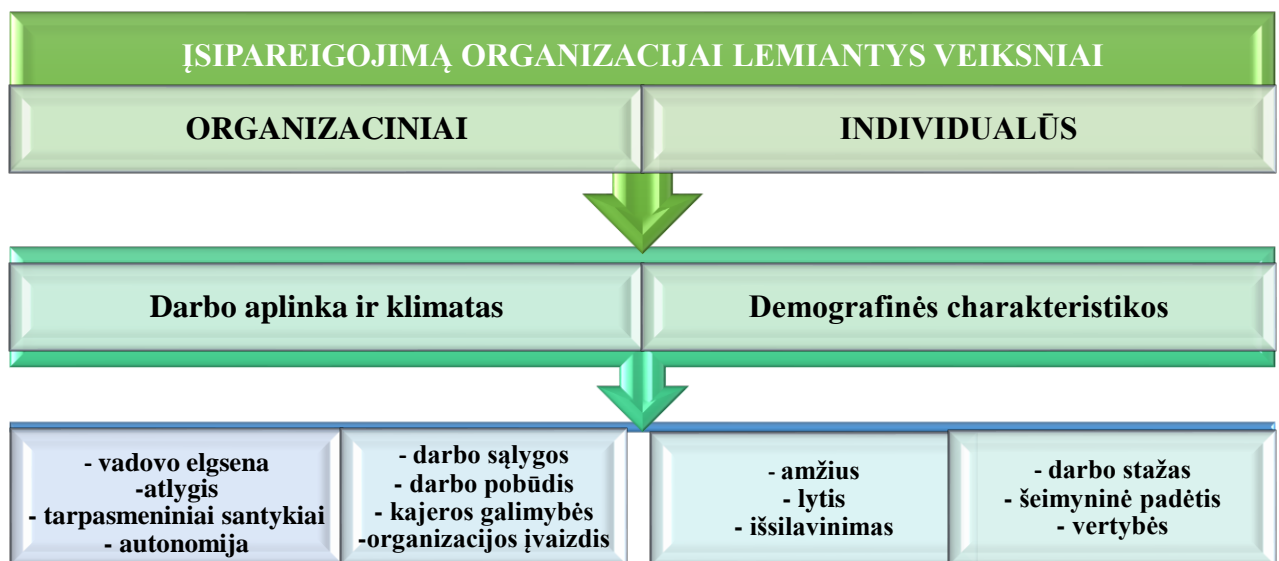 ĮSIPAREIGOJIMĄ ORGANIZACIJAI LEMIANTYS VEIKSNIAI
ORGANIZACINIAI
INDIVIDUALŪS
Darbo aplinka ir klimatas
Demografinės charakteristikos
- vadovo elgsena
-atlygis
- tarpasmeniniai santykiai
- autonomija
- darbo sąlygos
- darbo pobūdis
- kajeros galimybės
-organizacijos įvaizdis
- amžius
- lytis
- išsilavinimas
- darbo stažas
- šeimyninė padėtis
- vertybės